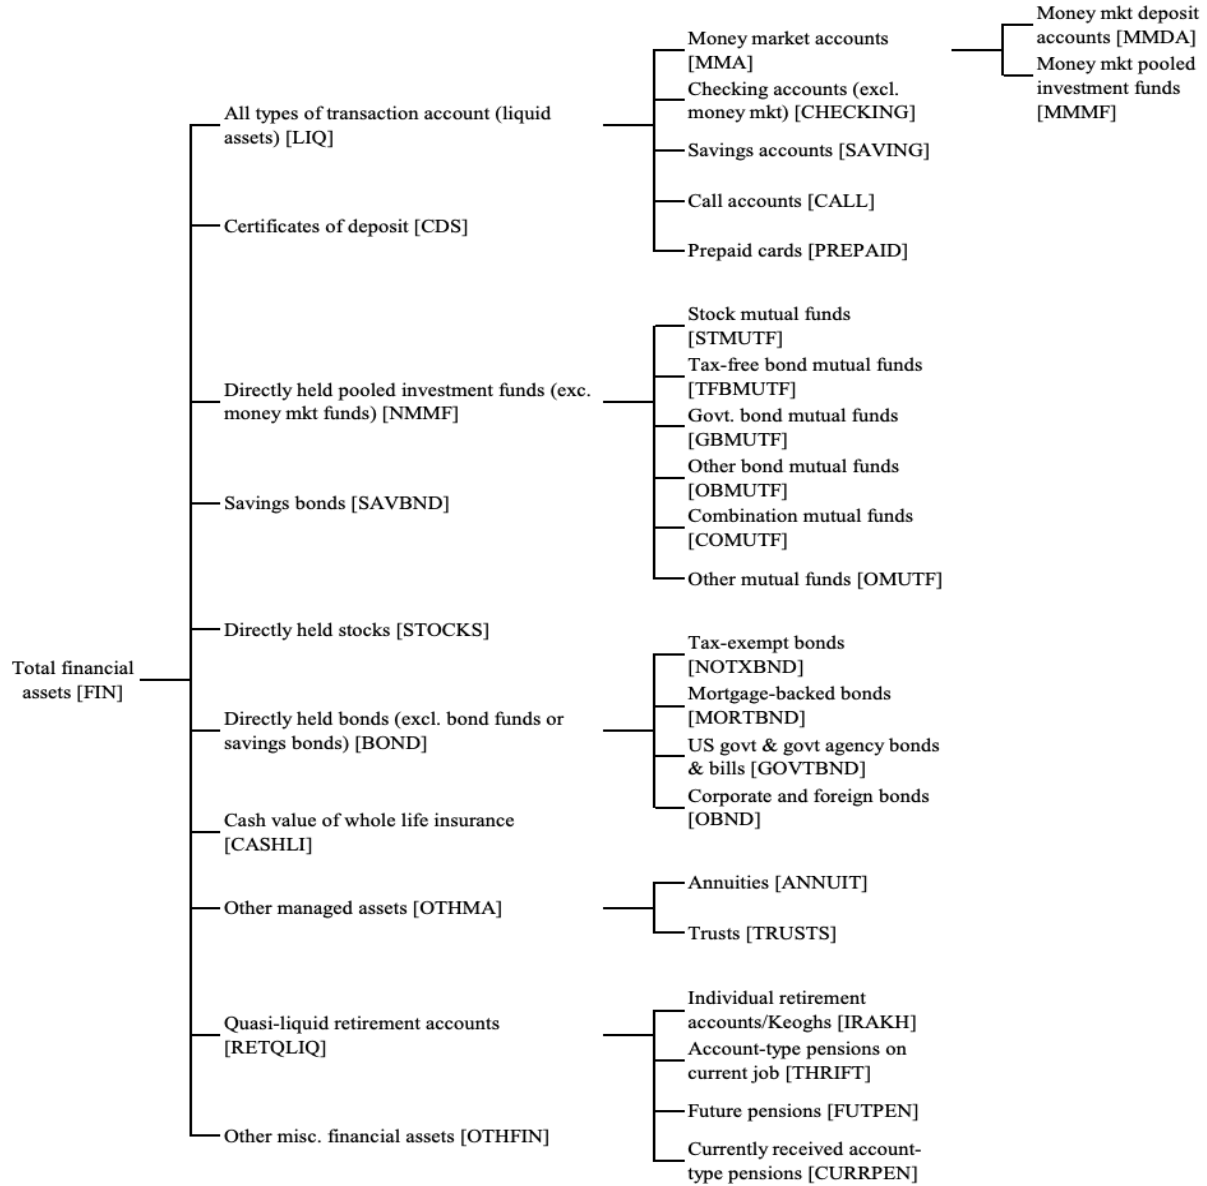 Total financial
assets [FIN]
All types of transaction account (liquid
assets) [LIQ]
Money market accounts
[MMA]
Money mkt deposit
accounts [MMDA]
Money mkt pooled
investment funds
[MMMF]
Checking accounts (excl.
money mkt) [CHECKING]
Savings accounts [SAVING]
Call accounts [CALL]
Prepaid cards [PREPAID]
Certificates of deposit [CDS]
Directly held pooled investment funds (exc.
money mkt funds) [NMMF]
Stock mutual funds
[STMUTF]
Tax-free bond mutual funds
[TFBMUTF]
Govt. bond mutual funds
[GBMUTF]
Other bond mutual funds
[OBMUTF]
Combination mutual funds
[COMUTF]
Other mutual funds [OMUTF]
Savings bonds [SAVBND]
Directly held stocks [STOCKS]
Directly held bonds (excl. bond funds or
savings bonds) [BOND]
Tax-exempt bonds
[NOTXBND]
Mortgage-backed bonds
[MORTBND]
US govt & govt agency bonds
& bills [GOVTBND]
Corporate and foreign bonds
[OBND]
Cash value of whole life insurance
[CASHLI]
Other managed assets [OTHMA]
Annuities [ANNUIT]
Trusts [TRUSTS]
Quasi-liquid retirement accounts
[RETQLIQ]
Individual retirement
accounts/Keoghs [IRAKH]
Account-type pensions on
current job [THRIFT]
Future pensions [FUTPEN]
Currently received account-
type pensions [CURRPEN]
Other misc. financial assets [OTHFIN]